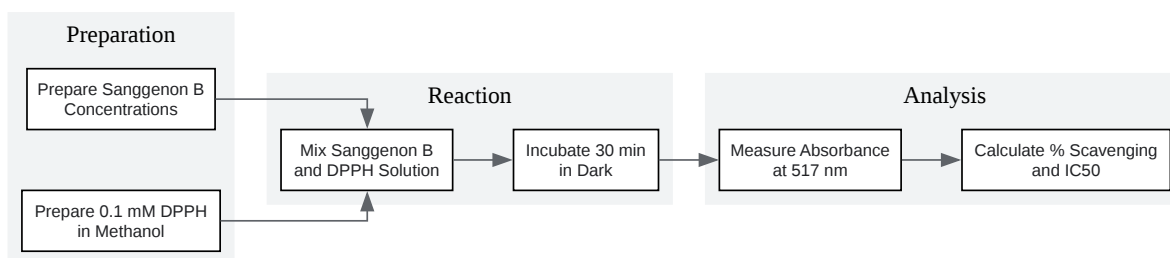 Preparation
Prepare Sanggenon B
Concentrations
Prepare 0.1 mM DPPH
in Methanol
Reaction
Mix Sanggenon B
and DPPH Solution
Incubate 30 min
in Dark
Analysis
Measure Absorbance
at 517 nm
Calculate % Scavenging
and IC50